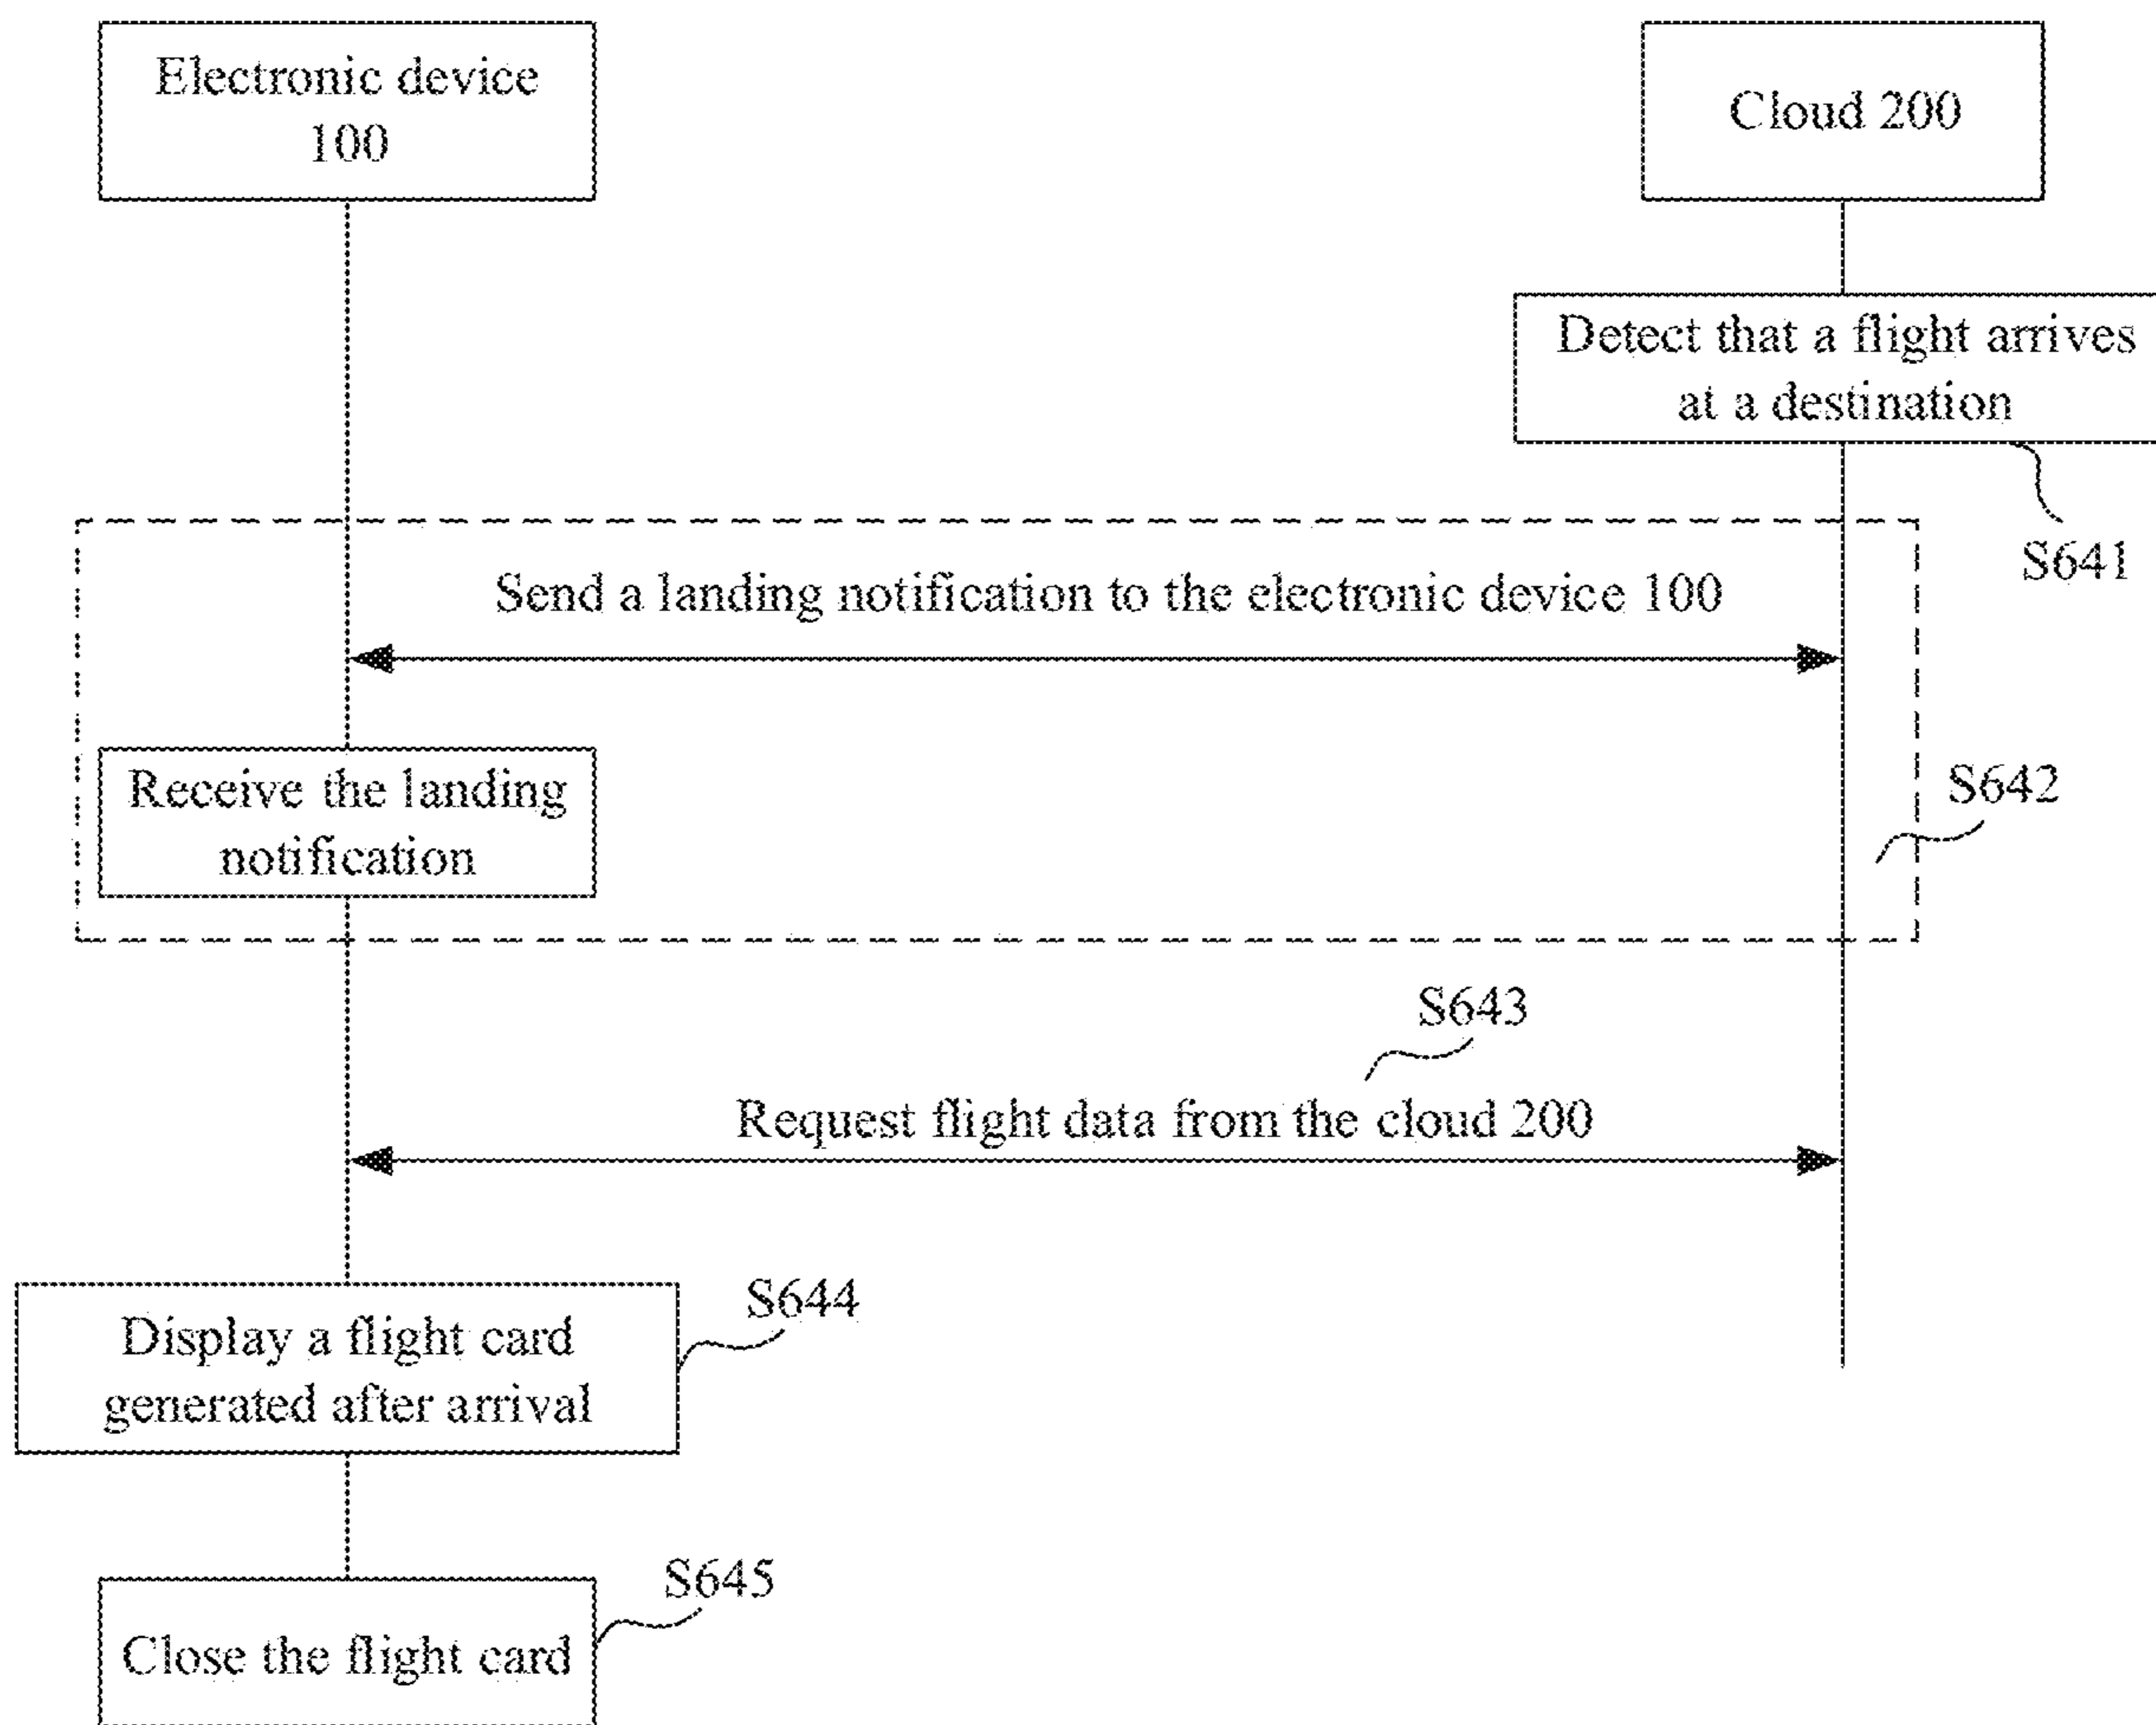 Electronic device
100
Cloud 200
Detect that a flight arrives
at a destination
S641
Send a landing notification to the electronic device 100
Receive the landing
notification
S642
S643
Request flight data from the cloud 200
S644
Display a flight card
generated after arrival
S645
Close the flight card